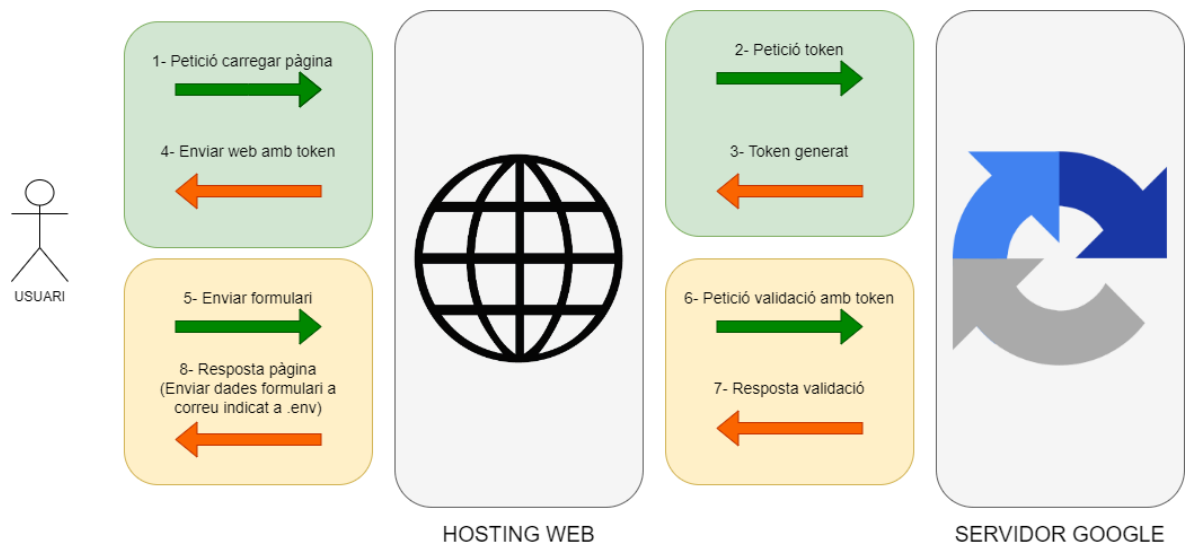 1- Petició carregar pàgina
2- Petició token
4- Enviar web amb token
3- Token generat
USUARI
5- Enviar formulari
6- Petició validació amb token
8- Resposta pàgina
(Enviar dades formulari a
correu indicat a .env)
7- Resposta validació
HOSTING WEB
SERVIDOR GOOGLE